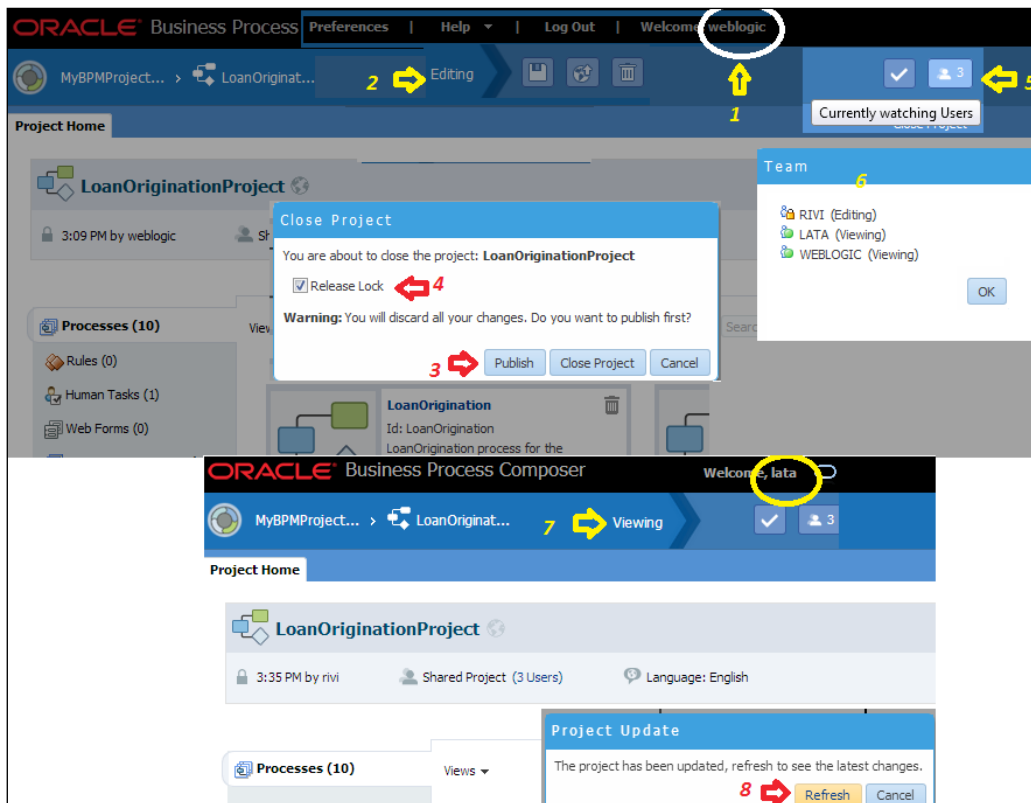 ORACLE® Business Process Preferences | Help | Log Out | Welcome, weblogic
MyBPMProject... > LoanOriginat... 2 Editing 3 5
1
Currently watching Users
Project Home
Close Project
LoanOriginationProject
Team
6
3:09 PM by weblogic
RIVI (Editing)
LATA (Viewing)
WEBLOGIC (Viewing)
OK
Close Project
You are about to close the project: LoanOriginationProject
Release Lock 4
Warning: You will discard all your changes. Do you want to publish first?
3 Publish Close Project Cancel
Processes (10)
Rules (0)
Human Tasks (1)
Web Forms (0)
LoanOrigination
Id: LoanOrigination
LoanOrigination process for the
ORACLE® Business Process Composer Welcome, lata
MyBPMProject... > LoanOriginat... 7 Viewing 3
Project Home
LoanOriginationProject
3:35 PM by rivi Shared Project (3 Users) Language: English
Processes (10) Views
Project Update
The project has been updated, refresh to see the latest changes.
8 Refresh Cancel